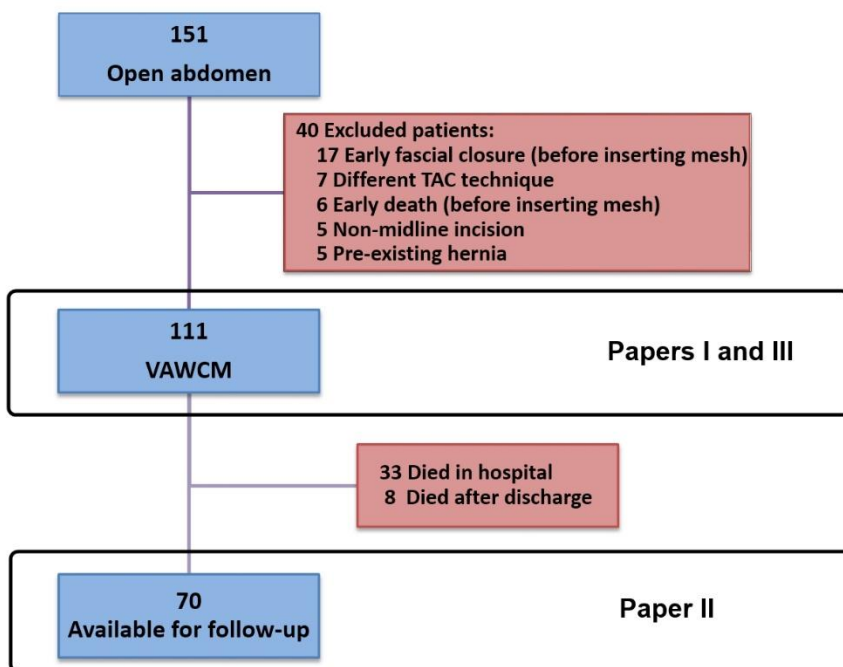 151
Open abdomen
40 Excluded patients:
17 Early fascial closure (before inserting mesh)
7 Different TAC technique
6 Early death (before inserting mesh)
5 Non-midline incision
5 Pre-existing hernia
111
VAWCM
Papers I and III
33 Died in hospital
8 Died after discharge
70
Available for follow-up
Paper II